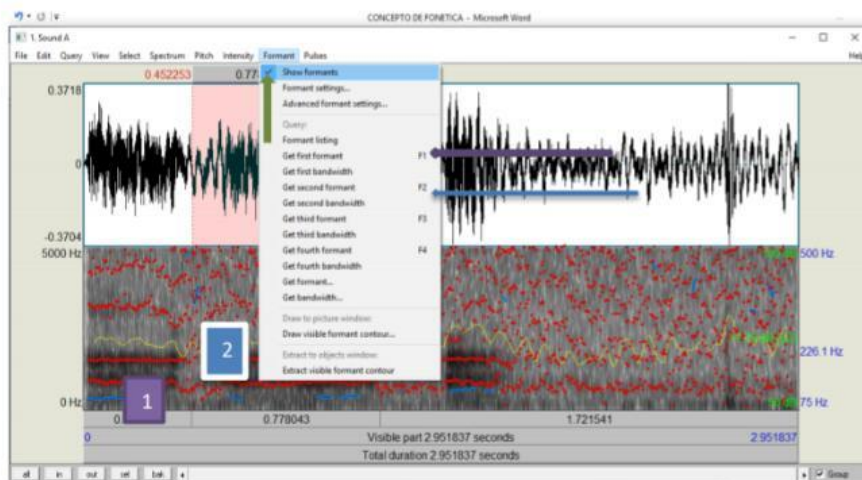 CONCEPTO DE FONETICA - Microsoft Word
1. Sound A
File Edit Query View Select Spectrum Pitch Intensity Formant Pulses Help
0.452253 0.77
0.3718
0
-0.3704
5000 Hz
0 Hz
Show formants
Formant settings...
Advanced formant settings...
Query:
Formant listing
Get first formant F1
Get first bandwidth
Get second formant F2
Get second bandwidth
Get third formant F3
Get third bandwidth
Get fourth formant F4
Get fourth bandwidth
Get formant...
Get bandwidth...
Draw to picture window:
Draw visible formant contour...
Extract to objects window:
Extract visible formant contour
500 Hz
226.1 Hz
75 Hz
2
1
0. 0.778043 1.721541
0 Visible part 2.951837 seconds 2.951837
Total duration 2.951837 seconds
all in out sel bak Group